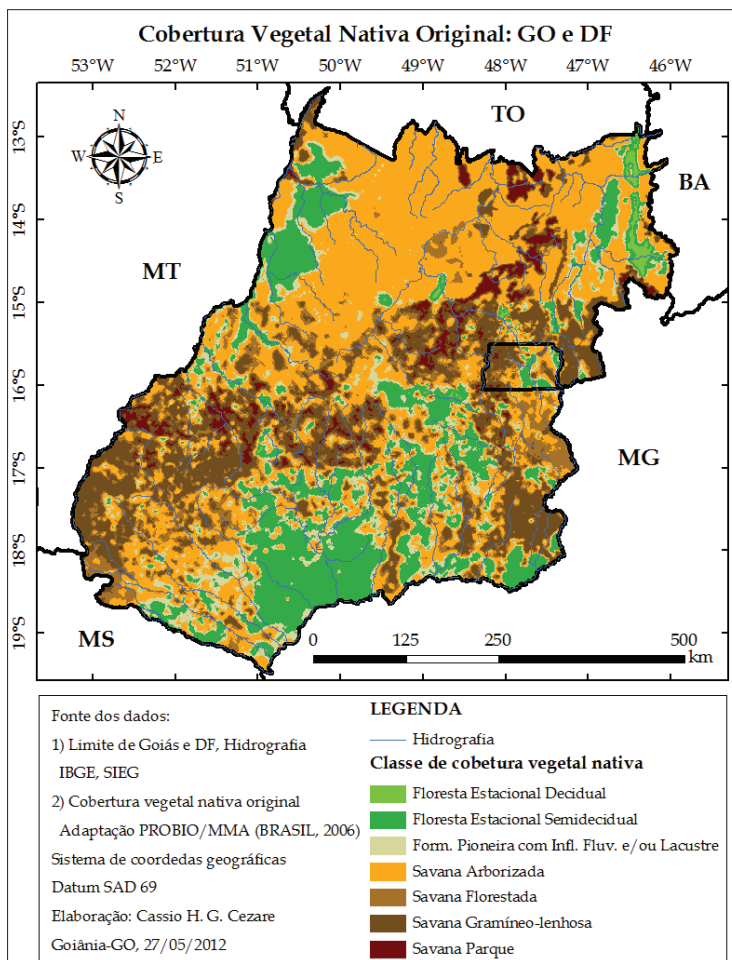 Cobertura Vegetal Nativa Original: GO e DF
53°W 52°W 51°W 50°W 49°W 48°W 47°W 46°W
N
W E
S
TO
BA
MT
MG
MS
13°S
14°S
15°S
16°S
17°S
18°S
19°S
0 125 250 500
km
Fonte dos dados:
1) Limite de Goiás e DF, Hidrografia
IBGE, SIEG
2) Cobertura vegetal nativa original
Adaptação PROBIO/MMA (BRASIL, 2006)
Sistema de coordedas geográficas
Datum SAD 69
Elaboração: Cassio H. G. Cezare
Goiânia-GO, 27/05/2012
LEGENDA
Hidrografia
Classe de cobetura vegetal nativa
Floresta Estacional Decidual
Floresta Estacional Semidecidual
Form. Pioneira com Infl. Fluv. e/ou Lacustre
Savana Arborizada
Savana Florestada
Savana Gramíneo-lenhosa
Savana Parque